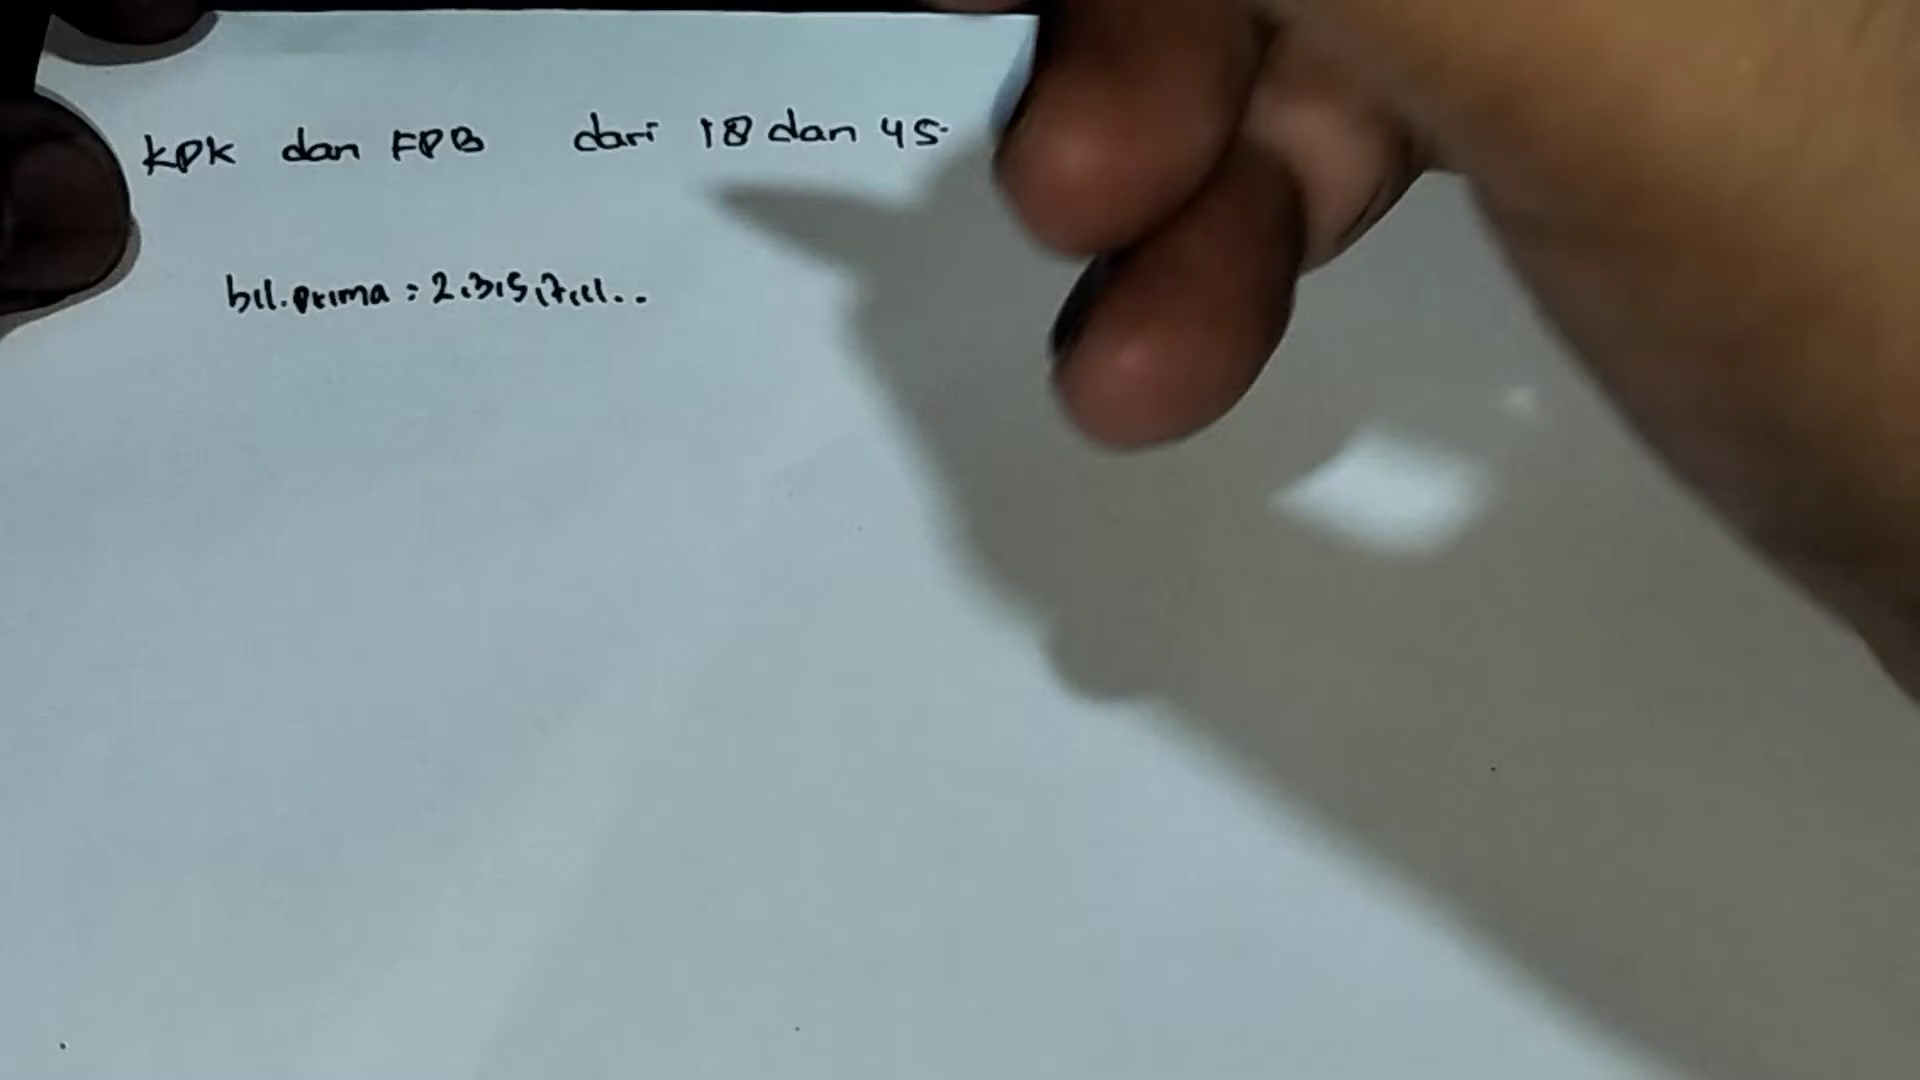 KPK dan FPB dari 18 dan 45.
bil.prima : 2,3,5,7,11...